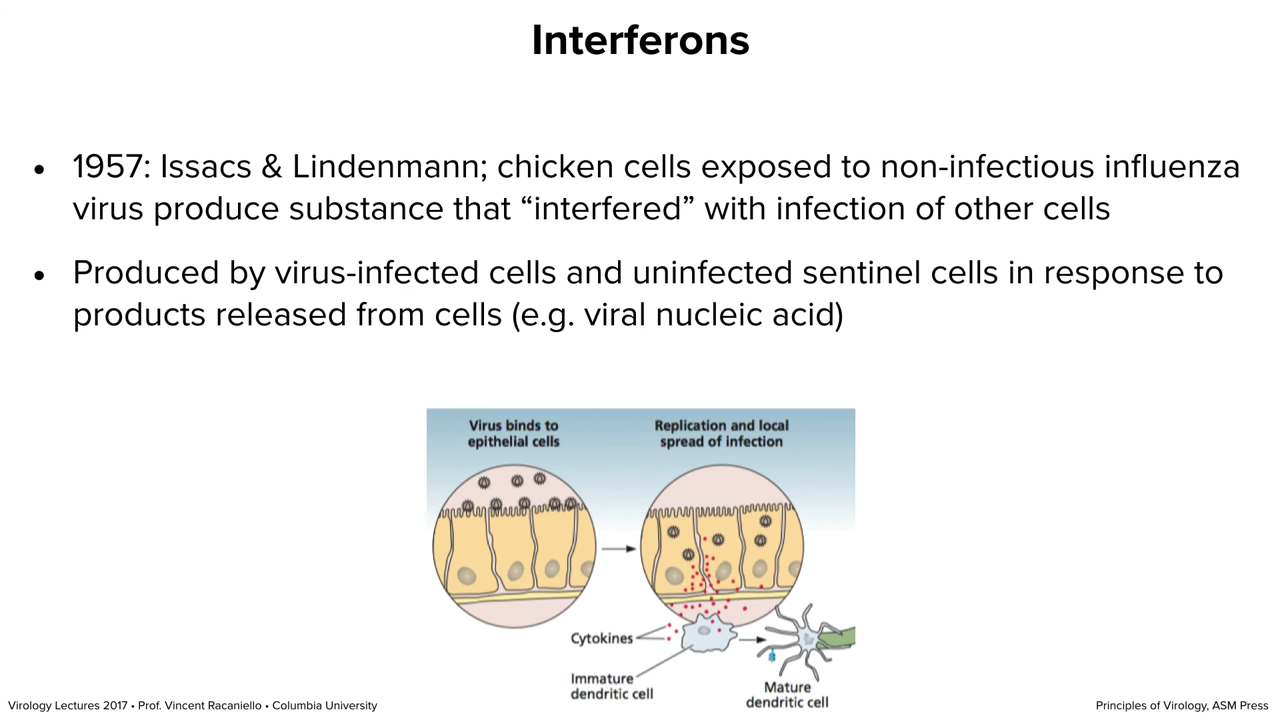 Interferons
• 1957: Issacs & Lindenmann; chicken cells exposed to non-infectious influenza
virus produce substance that “interfered” with infection of other cells
• Produced by virus-infected cells and uninfected sentinel cells in response to
products released from cells (e.g. viral nucleic acid)
Virus binds to
epithelial cells
Replication and local
spread of infection
Cytokines
Immature
dendritic cell
Mature
dendritic cell
Virology Lectures 2017 • Prof. Vincent Racaniello • Columbia University
Principles of Virology, ASM Press